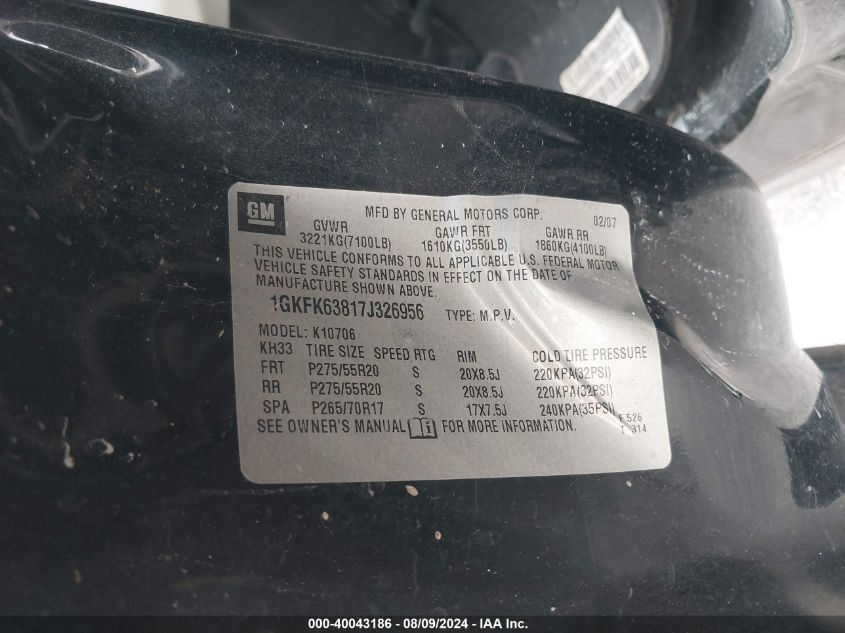 GM
MFD BY GENERAL MOTORS CORP. 02/07
GVWR GAWR FRT GAWR RR
3221KG(7100LB) 1610KG(3550LB) 1860KG(4100LB)
THIS VEHICLE CONFORMS TO ALL APPLICABLE U.S. FEDERAL MOTOR
VEHICLE SAFETY STANDARDS IN EFFECT ON THE DATE OF
MANUFACTURE SHOWN ABOVE.
1GKFK63817J326956 TYPE: M.P.V.
MODEL: K10706
KH33 TIRE SIZE SPEED RTG RIM COLD TIRE PRESSURE
FRT P275/55R20 S 20X8.5J 220KPA(32PSI)
RR P275/55R20 S 20X8.5J 220KPA(32PSI)
SPA P265/70R17 S 17X7.5J 240KPA(35PSI)
F 526
SEE OWNER'S MANUAL FOR MORE INFORMATION. T 314
000-40043186 - 08/09/2024 - IAA Inc.